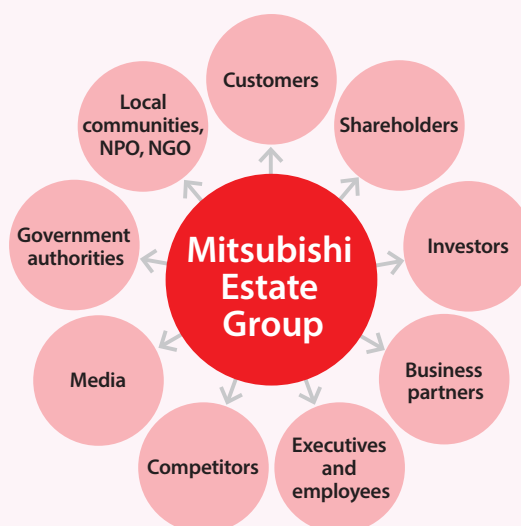 Customers
Shareholders
Investors
Business
partners
Executives
and
employees
Competitors
Media
Government
authorities
Local
communities,
NPO, NGO
Mitsubishi
Estate
Group